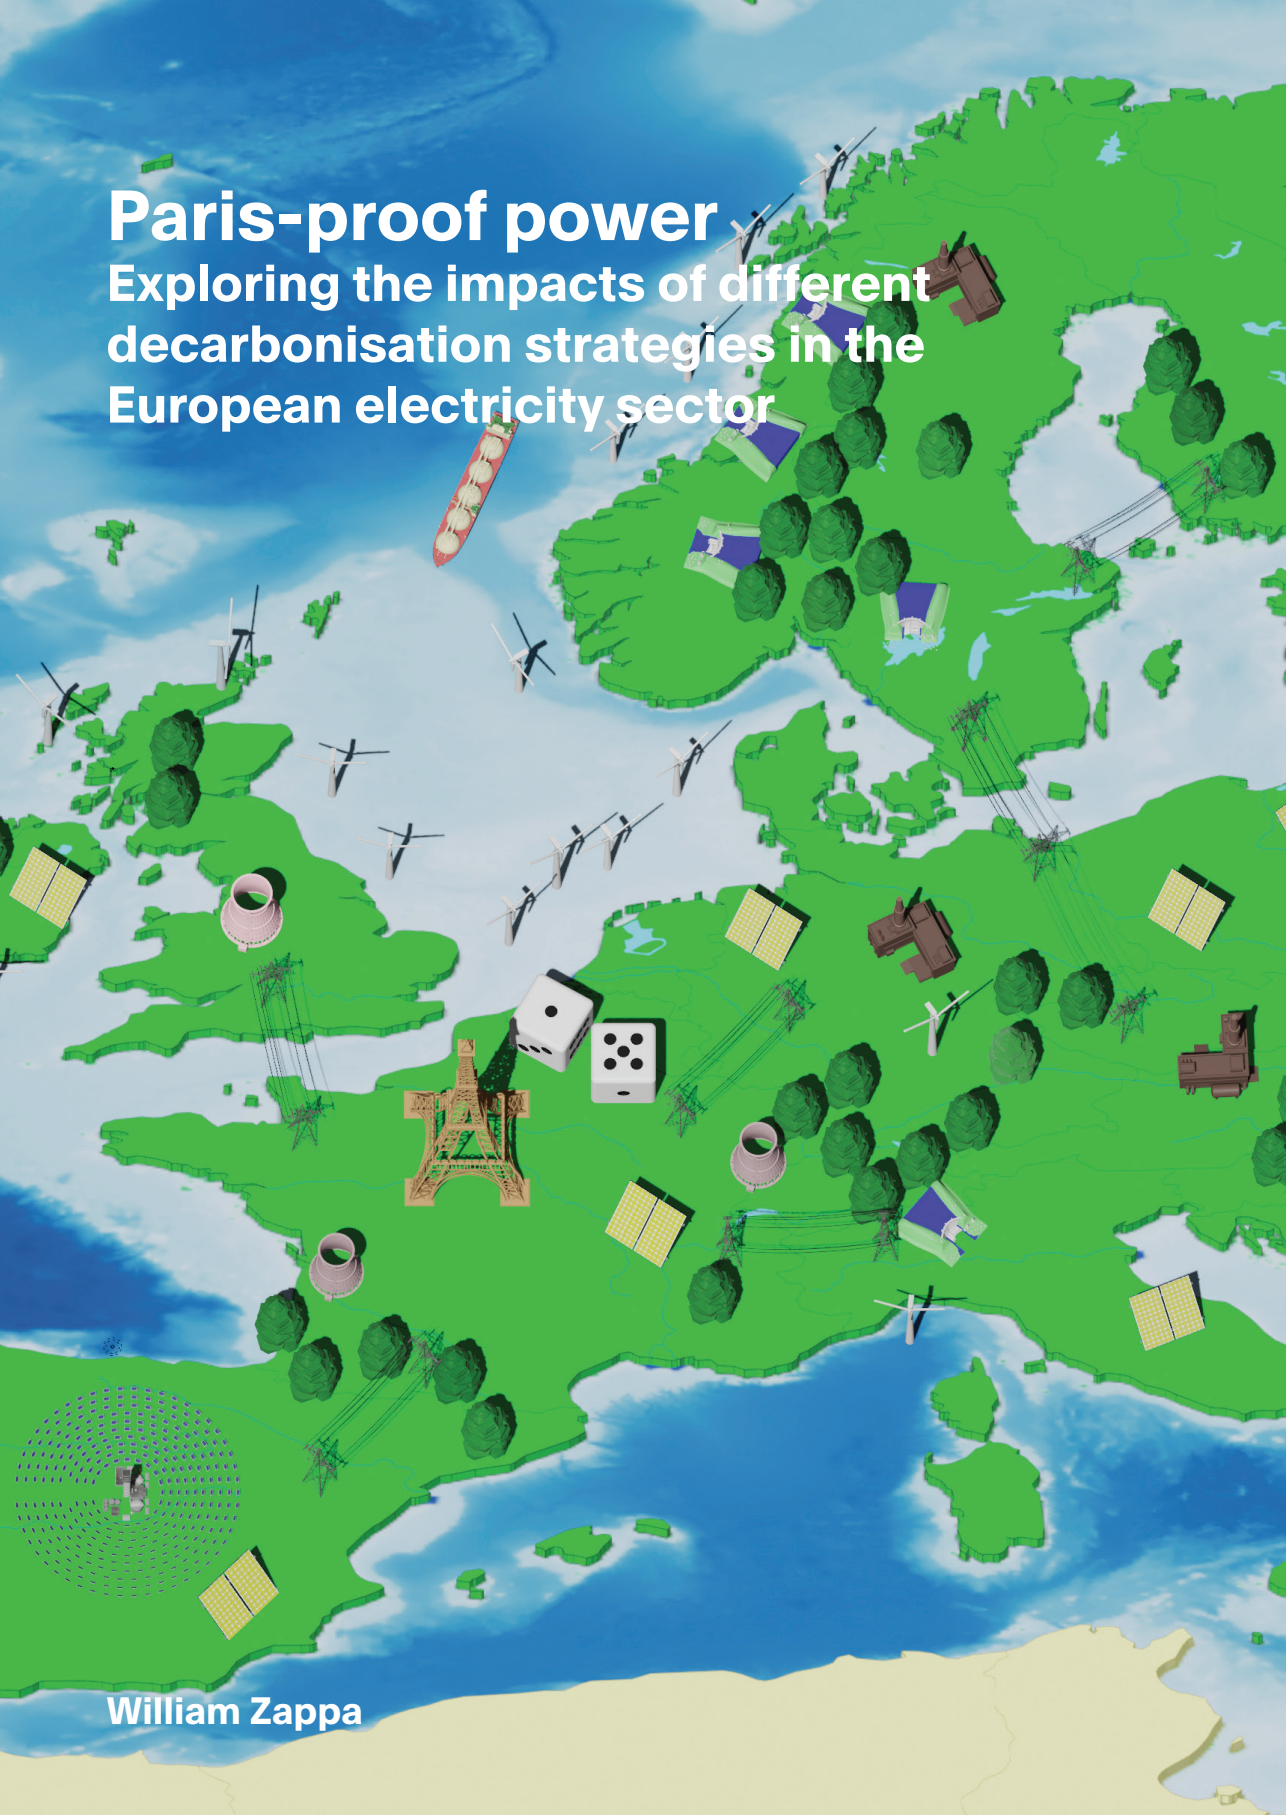 Paris-proof power
Exploring the impacts of different
decarbonisation strategies in the
European electricity sector
William Zappa